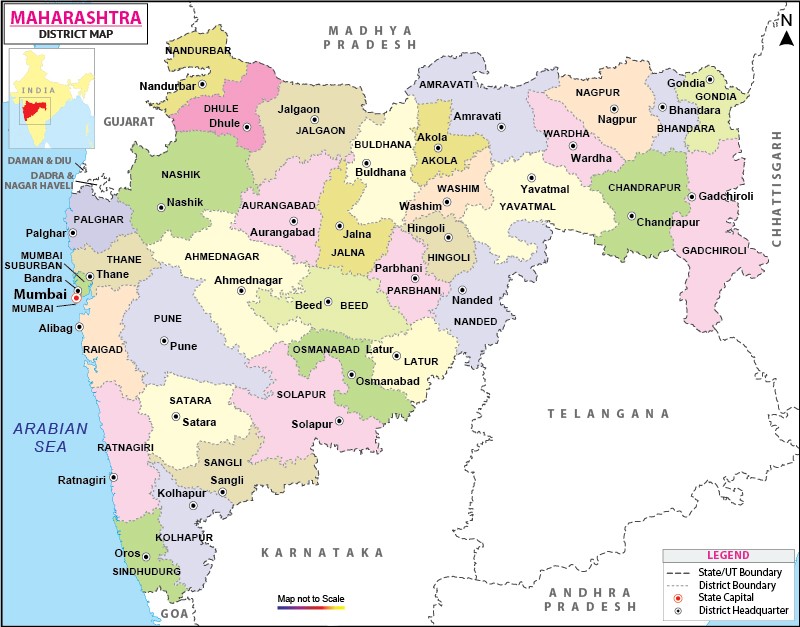 MAHARASHTRA
DISTRICT MAP
N
MADHYA
PRADESH
INDIA
GUJARAT
DAMAN & DIU
DADRA &
NAGAR HAVELI
CHHATTISGARH
NANDURBAR
Nandurbar
DHULE
Dhule
Jalgaon
JALGAON
BULDHANA
Buldhana
Akola
AKOLA
AMRAVATI
Amravati
NAGPUR
Nagpur
WARDHA
Wardha
Bhandara
BHANDARA
Gondia
GONDIA
NASHIK
Nashik
AURANGABAD
Aurangabad
Jalna
JALNA
WASHIM
Washim
Yavatmal
YAVATMAL
CHANDRAPUR
Chandrapur
Gadchiroli
GADCHIROLI
PALGHAR
Palghar
THANE
Thane
MUMBAI
SUBURBAN
Bandra
Mumbai
MUMBAI
Alibag
RAIGAD
AHMEDNAGAR
Ahmednagar
Hingoli
HINGOLI
Parbhani
PARBHANI
Nanded
NANDED
Beed
BEED
PUNE
Pune
OSMANABAD
Osmanabad
Latur
LATUR
SOLAPUR
Solapur
SATARA
Satara
ARABIAN
SEA
RATNAGIRI
Ratnagiri
SANGLI
Sangli
Kolhapur
KOLHAPUR
Oros
SINDHUDURG
GOA
KARNATAKA
TELANGANA
ANDHRA
PRADESH
Map not to Scale
LEGEND
State/UT Boundary
District Boundary
State Capital
District Headquarter